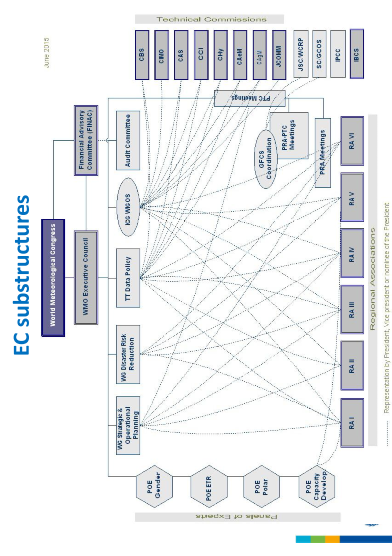 EC substructures
June 2016
World Meteorological Congress
Financial Advisory
Committee (FINAC)
WMO Executive Council
WG Strategic &
Operational
Planning
WG Disaster Risk
Reduction
TT Data Policy
ICG WIGOS
Audit Committee
Technical Commissions
CBS
CIMO
CAS
CCl
CHy
CAeM
CAgM
JCOMM
JSC-WCRP
SC-GCOS
IPCC
IBCS
PTC Meetings
GFCS
Coordination
PRA-PTC
Meetings
PRA Meetings
POE
Gender
POE ETR
POE
Polar
POE
Capacity
Develop.
Panels of Experts
RA I
RA II
RA III
RA IV
RA V
RA VI
Regional Associations
Representation by President, Vice president or nominee of the President